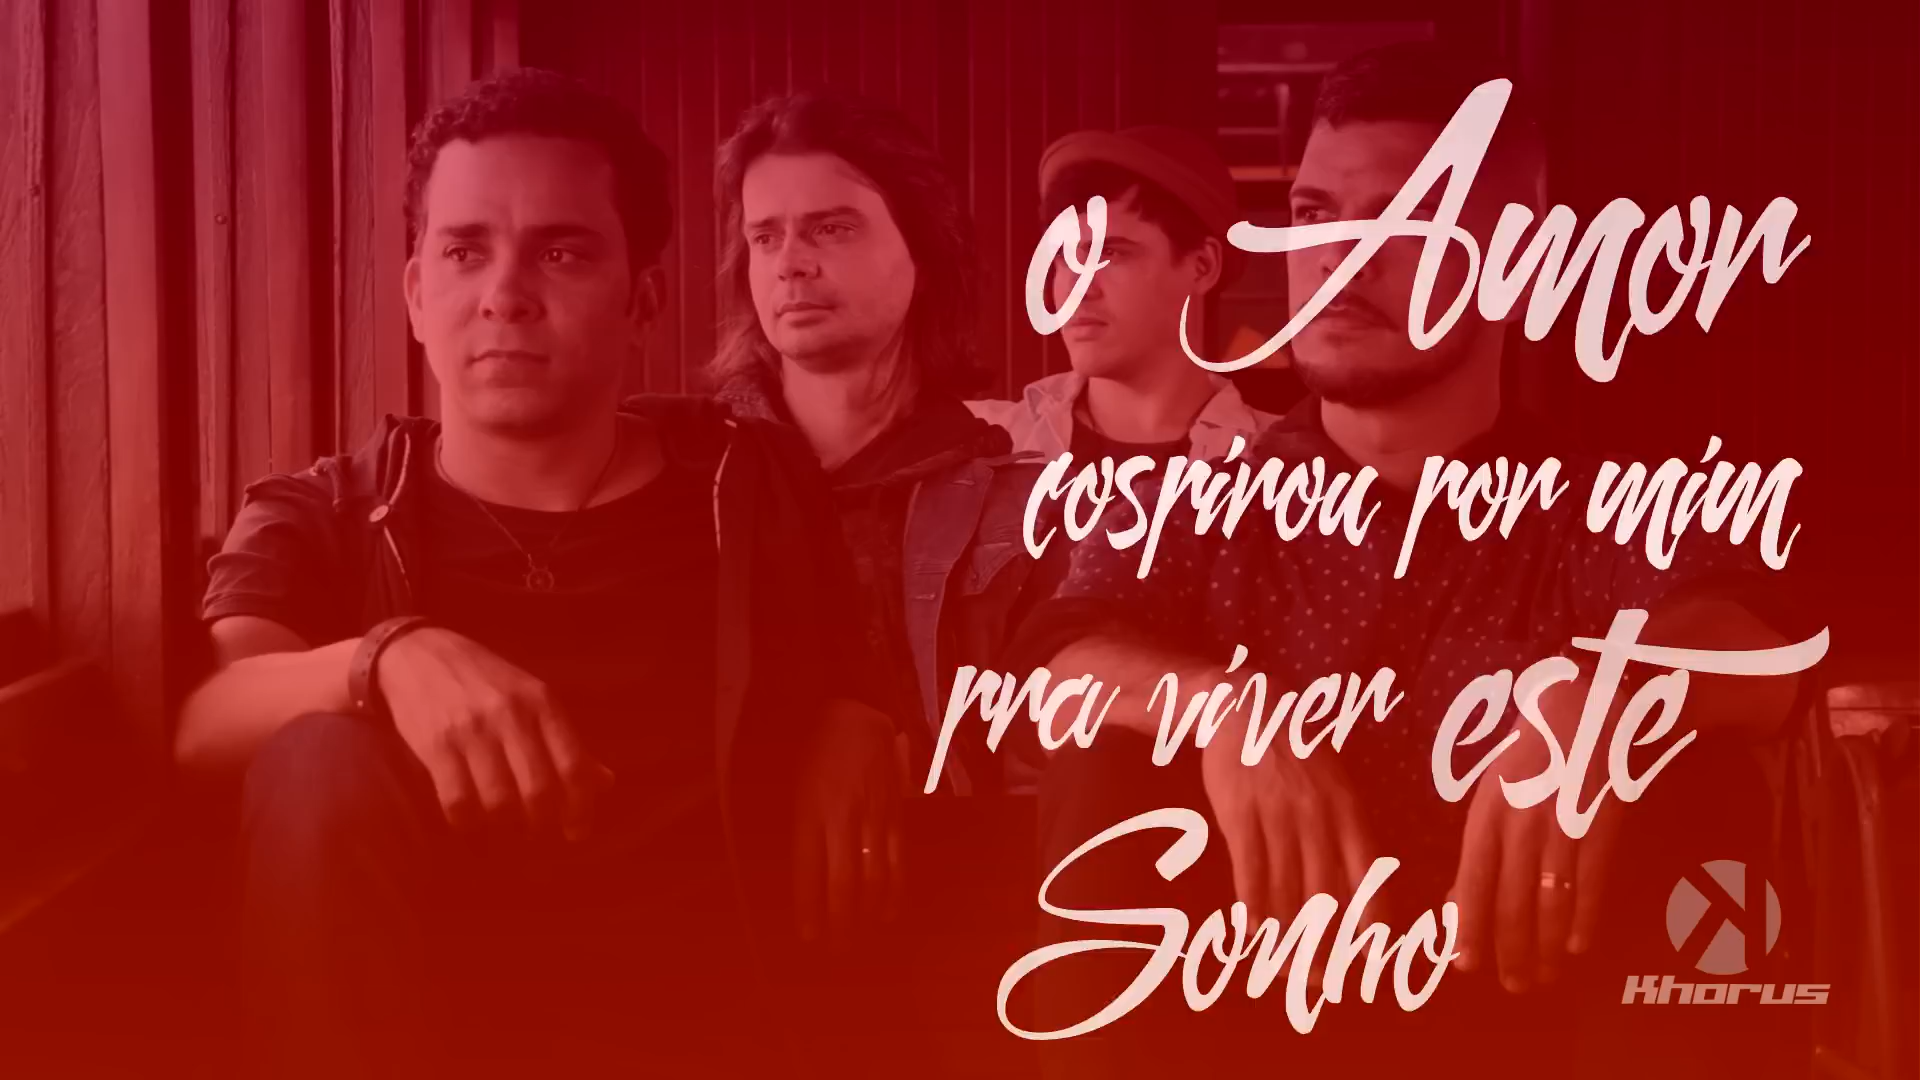 o Amor
cospirou por mim
pra viver este
Sonho
Khorus